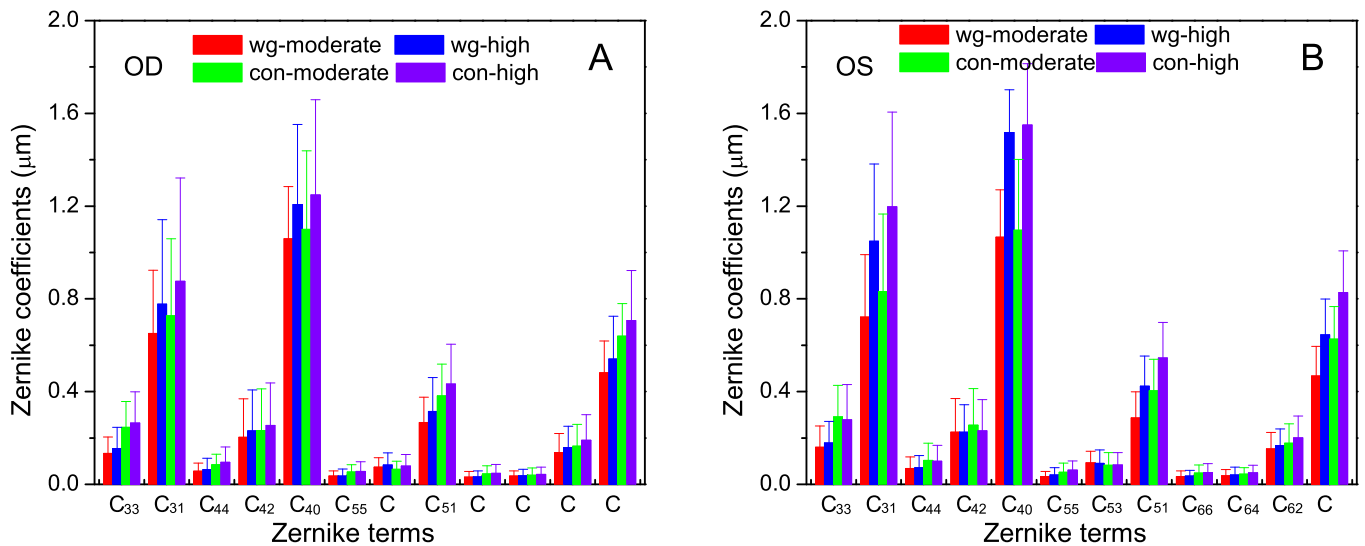 2.0
1.6
1.2
0.8
0.4
0.0
Zernike coefficients (μm)
OD
wg-moderate wg-high
con-moderate con-high
A
C33 C31 C44 C42 C40 C55 C C51 C C C C
Zernike terms
2.0
1.6
1.2
0.8
0.4
0.0
Zernike coefficients (μm)
OS
wg-moderate wg-high
con-moderate con-high
B
C33 C31 C44 C42 C40 C55 C53 C51 C66 C64 C62 C
Zernike terms